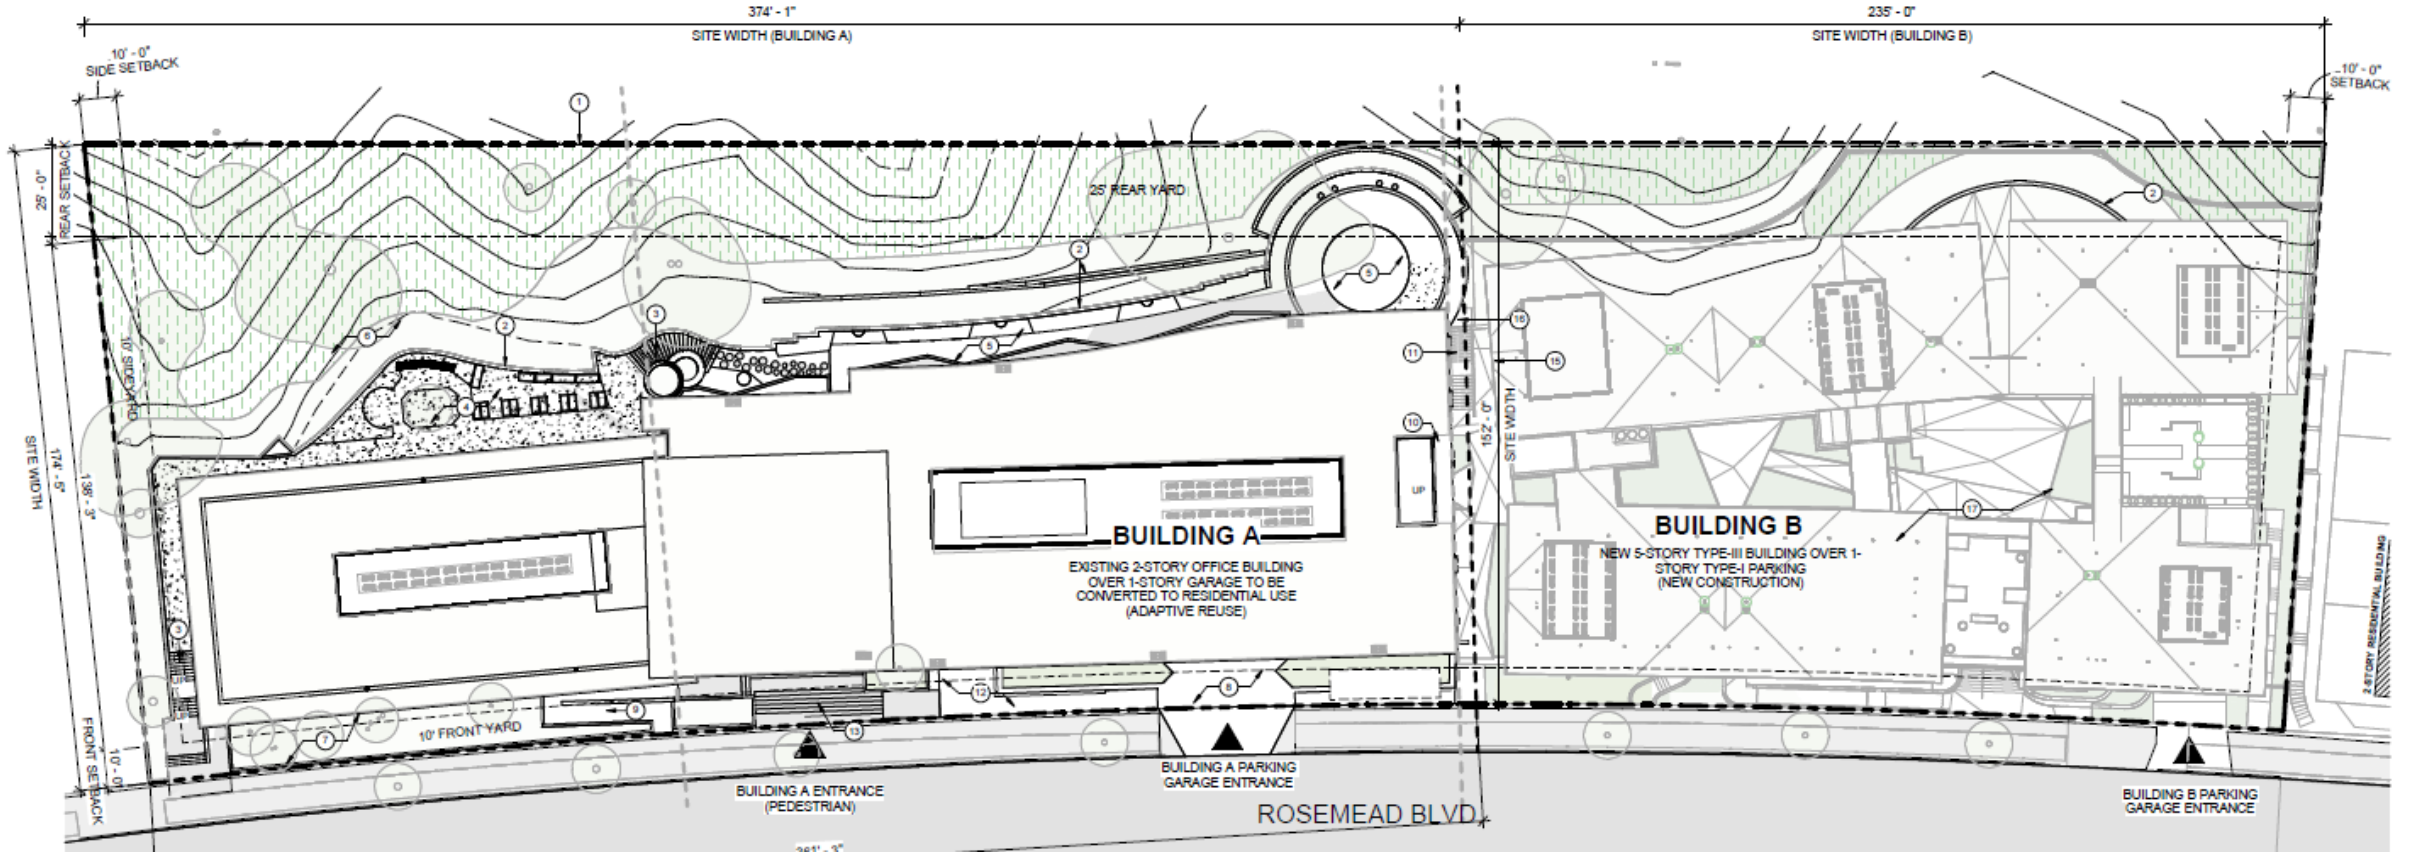 374' - 1"
SITE WIDTH (BUILDING A)
235' - 0"
SITE WIDTH (BUILDING B)
10' - 0"
SIDE SETBACK
10' - 0"
SETBACK
1
25' - 0"
REAR SETBACK
25' REAR YARD
2
2
2
3
5
5
6
4
10' SIDEYARD
16
15
11
10
152' - 0"
SITE WIDTH
SITE WIDTH
174' - 5"
138' - 3"
UP
BUILDING A
EXISTING 2-STORY OFFICE BUILDING
OVER 1-STORY GARAGE TO BE
CONVERTED TO RESIDENTIAL USE
(ADAPTIVE REUSE)
BUILDING B
NEW 5-STORY TYPE-III BUILDING OVER 1-
STORY TYPE-I PARKING
(NEW CONSTRUCTION)
17
2-STORY RESIDENTIAL BUILDING
3
UP
12
8
9
13
7
10' FRONT YARD
FRONT SETBACK
10' - 0"
BUILDING A ENTRANCE
(PEDESTRIAN)
BUILDING A PARKING
GARAGE ENTRANCE
BUILDING B PARKING
GARAGE ENTRANCE
ROSEMEAD BLVD